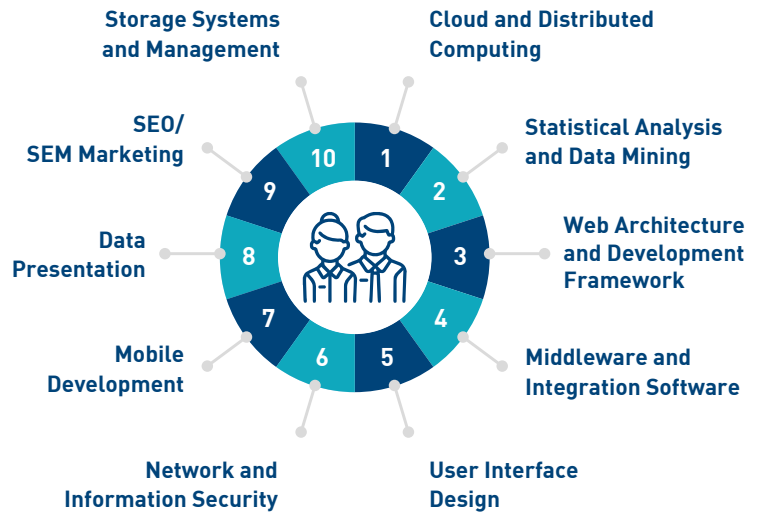 1
Cloud and Distributed
Computing
2
Statistical Analysis
and Data Mining
3
Web Architecture
and Development
Framework
4
Middleware and
Integration Software
5
User Interface
Design
6
Network and
Information Security
7
Mobile
Development
8
Data
Presentation
9
SEO/
SEM Marketing
10
Storage Systems
and Management